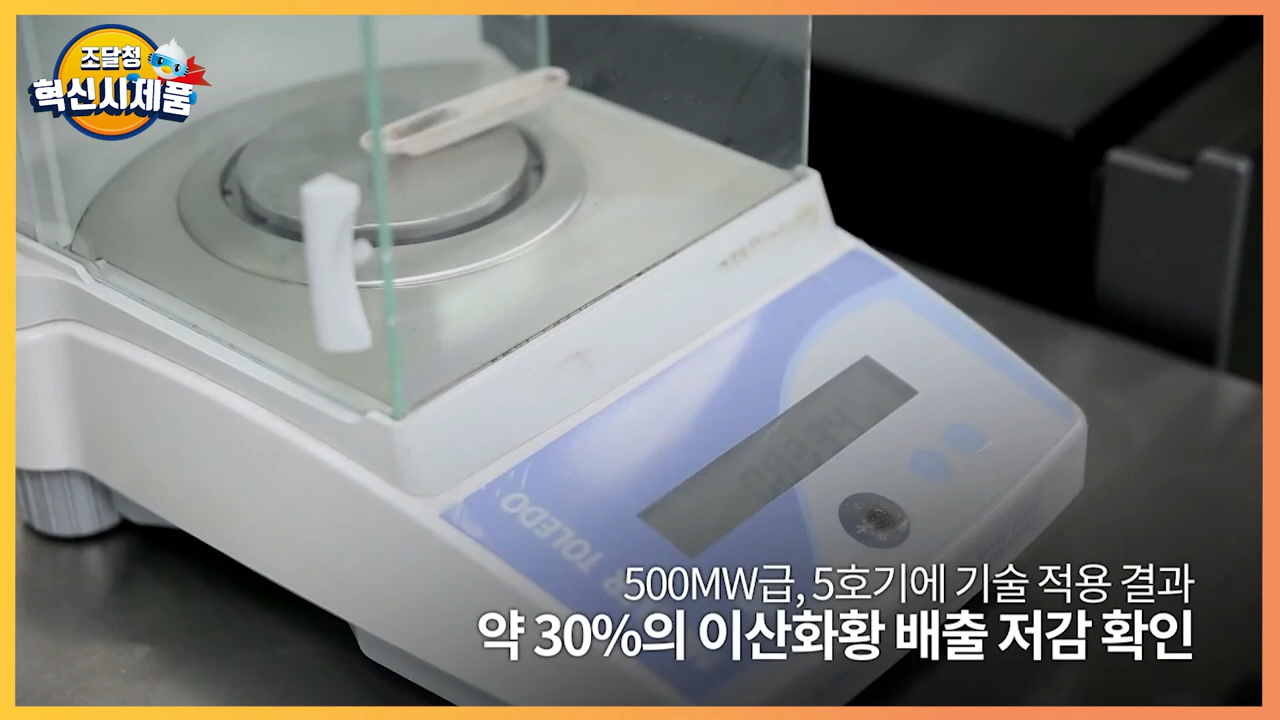 조달청
혁신시제품
TOLEDO
500MW급, 5호기에 기술 적용 결과
약 30%의 이산화황 배출 저감 확인